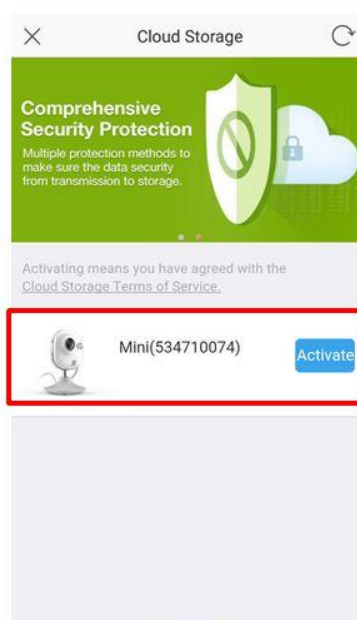 Cloud Storage
Comprehensive
Security Protection
Multiple protection methods to
make sure the data security
from transmission to storage.
Activating means you have agreed with the
Cloud Storage Terms of Service.
Mini(534710074)
Activate